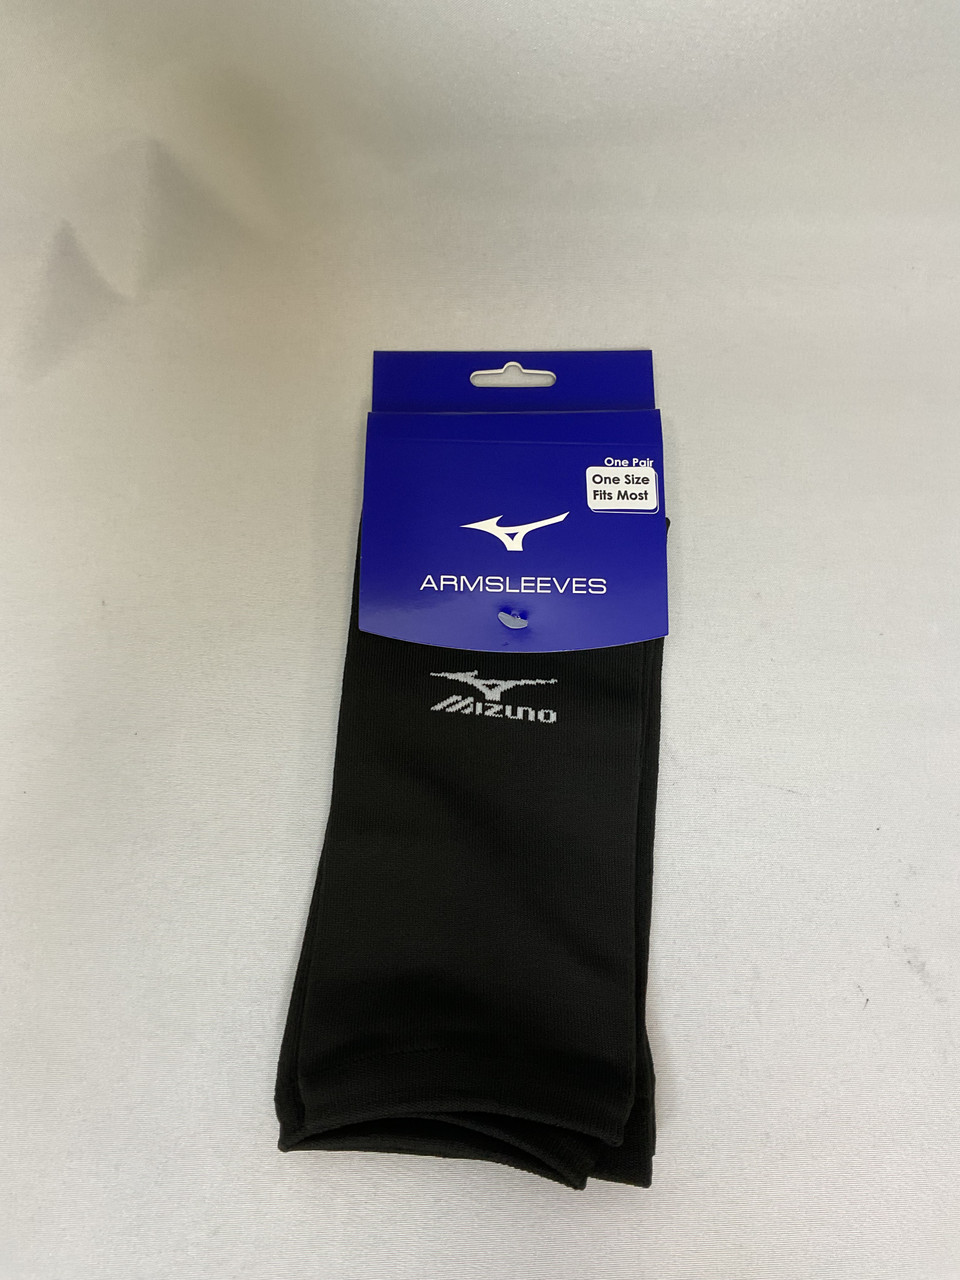 One Pair
One Size
Fits Most
ARMSLEEVES
MIZUNO